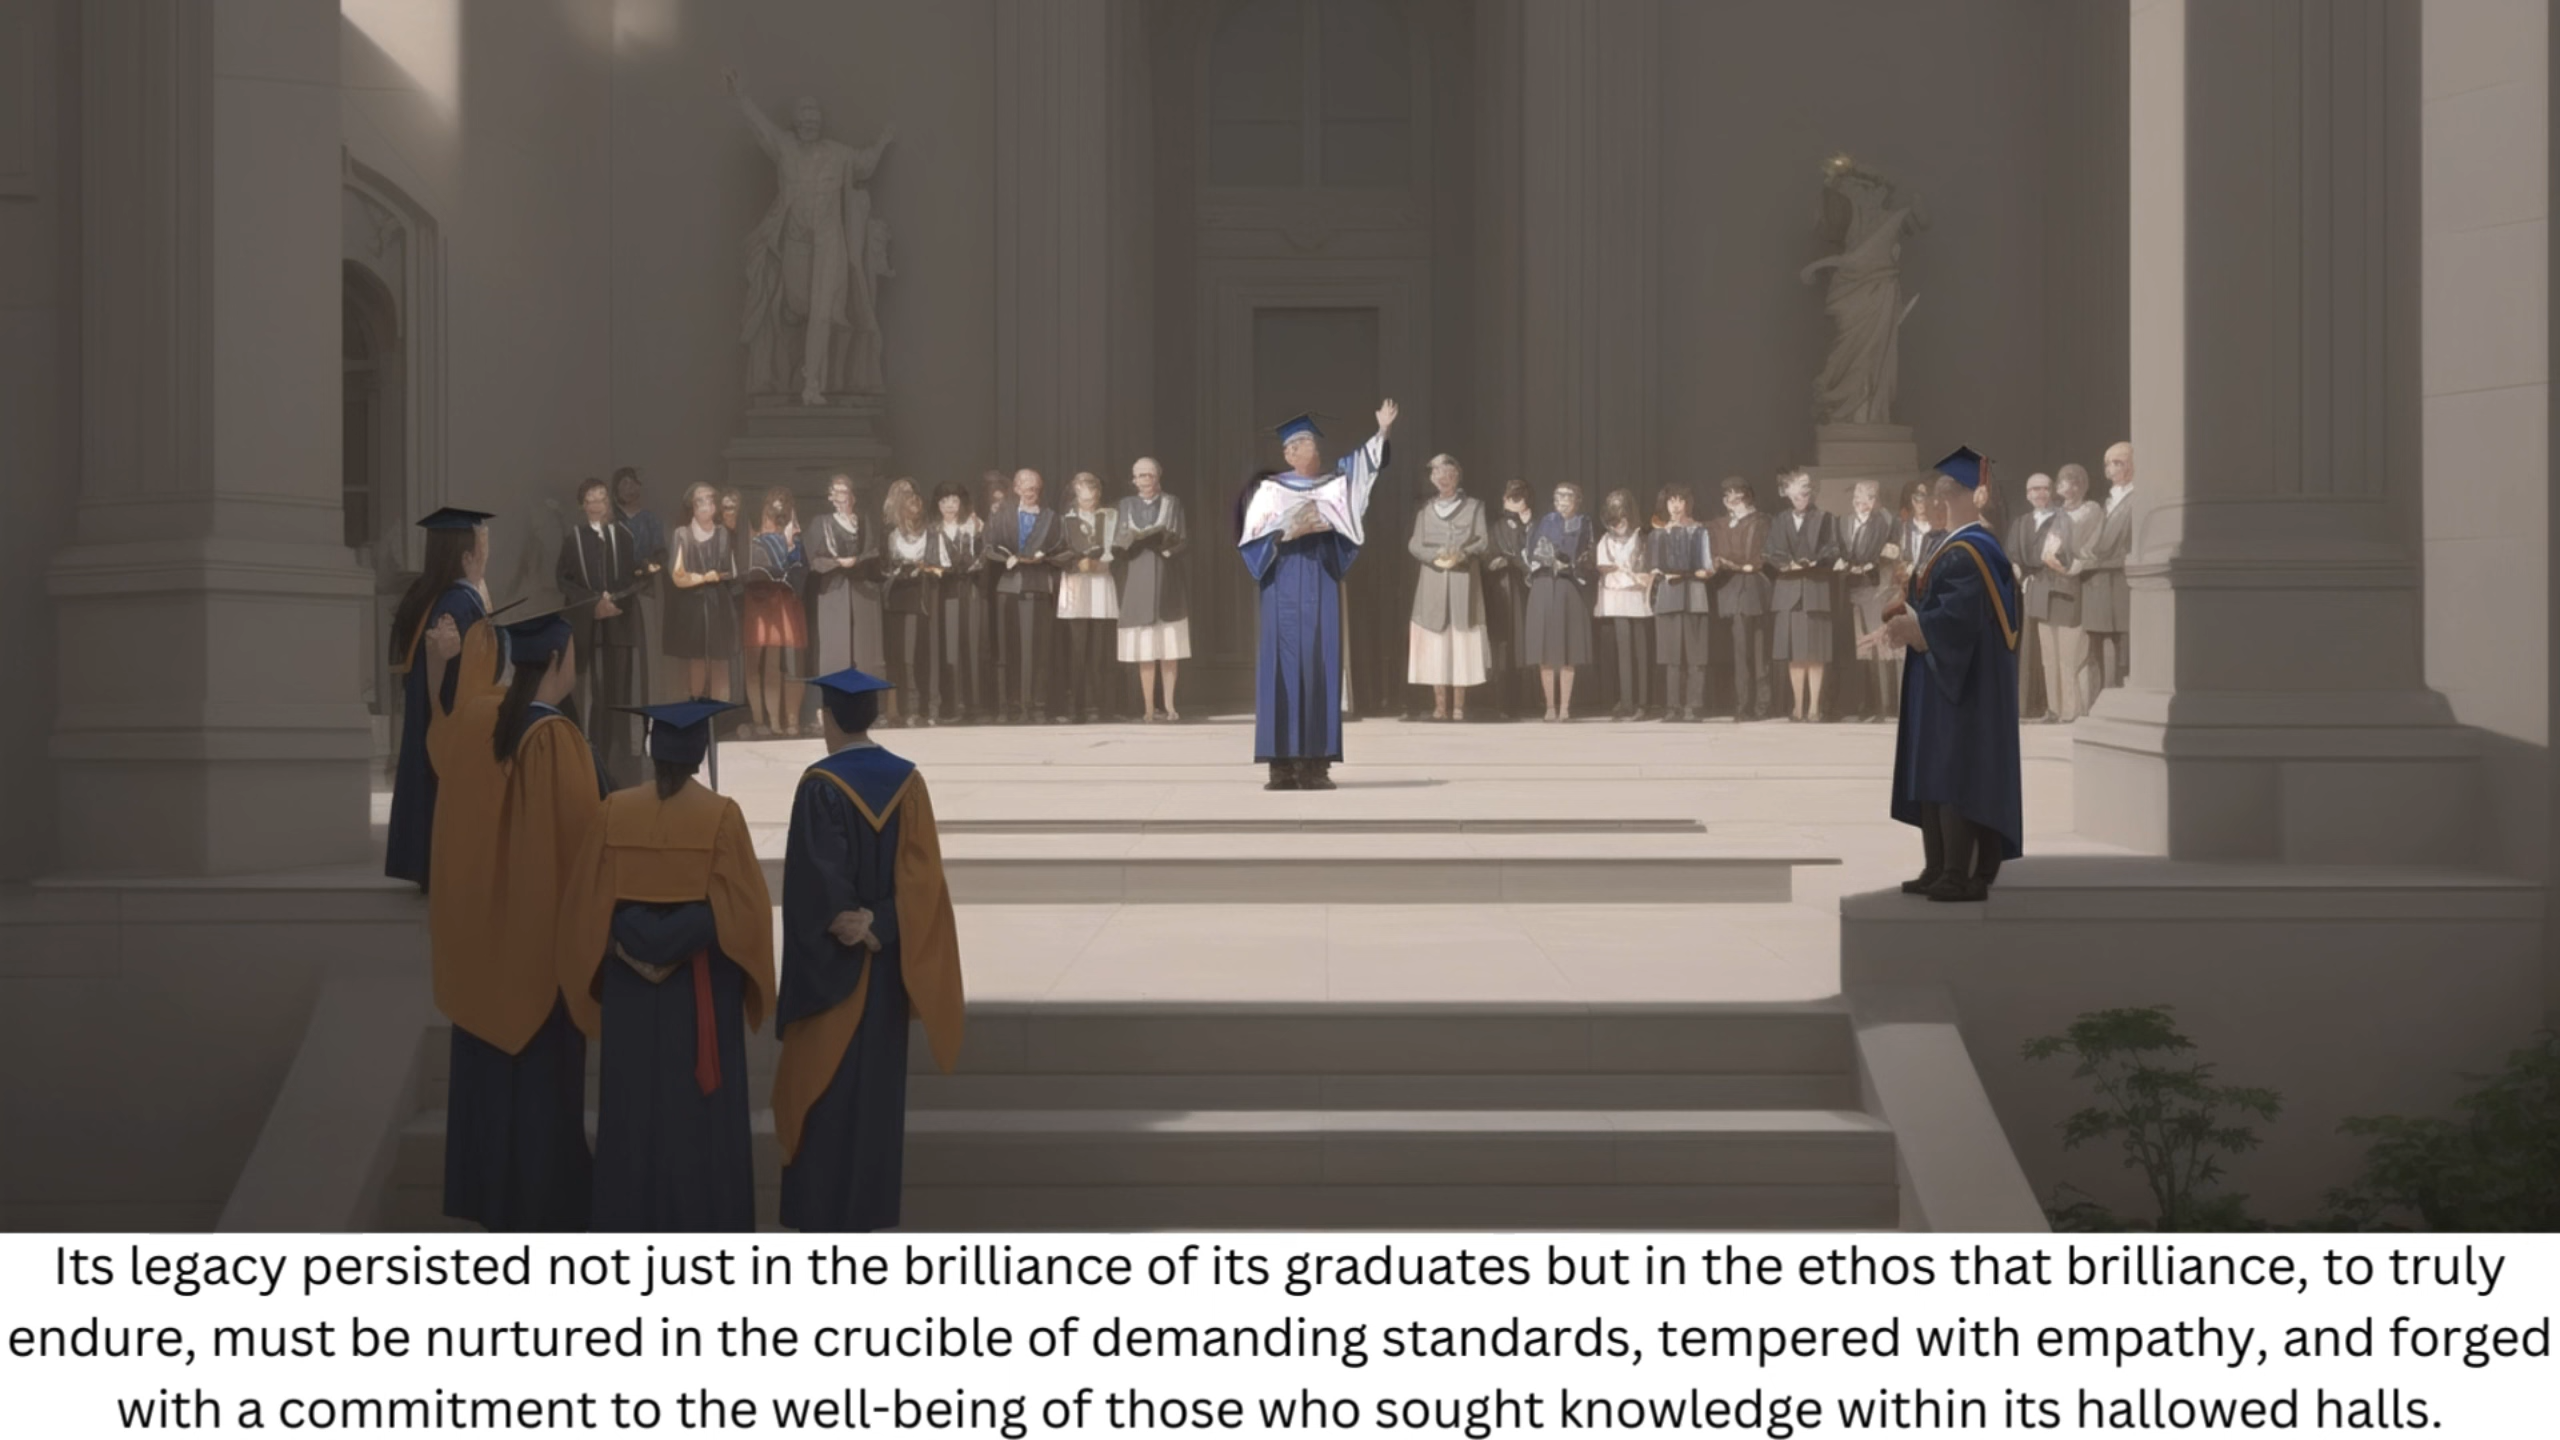 Its legacy persisted not just in the brilliance of its graduates but in the ethos that brilliance, to truly
endure, must be nurtured in the crucible of demanding standards, tempered with empathy, and forged
with a commitment to the well-being of those who sought knowledge within its hallowed halls.